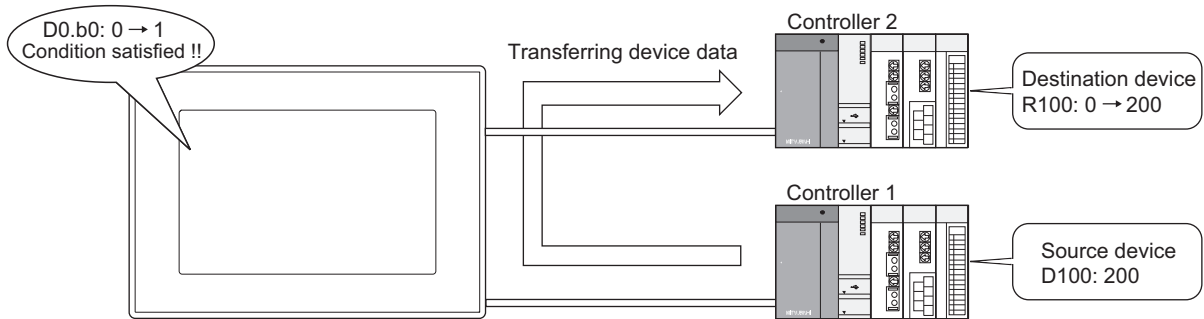 D0.b0: 0 → 1
Condition satisfied !!
Transferring device data
Controller 2
Destination device
R100: 0 → 200
Controller 1
Source device
D100: 200